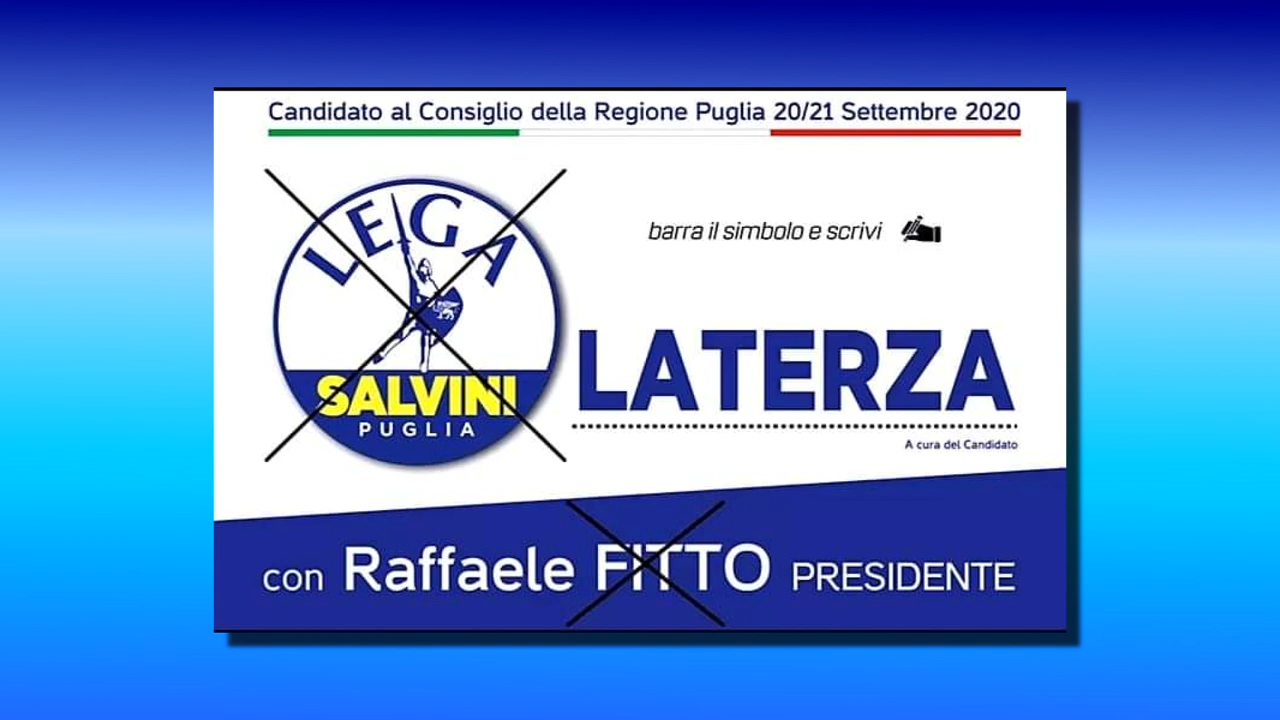 Candidato al Consiglio della Regione Puglia 20/21 Settembre 2020
LEGA
SALVINI
PUGLIA
barra il simbolo e scrivi
LATERZA
A cura del Candidato
con Raffaele FITTO PRESIDENTE